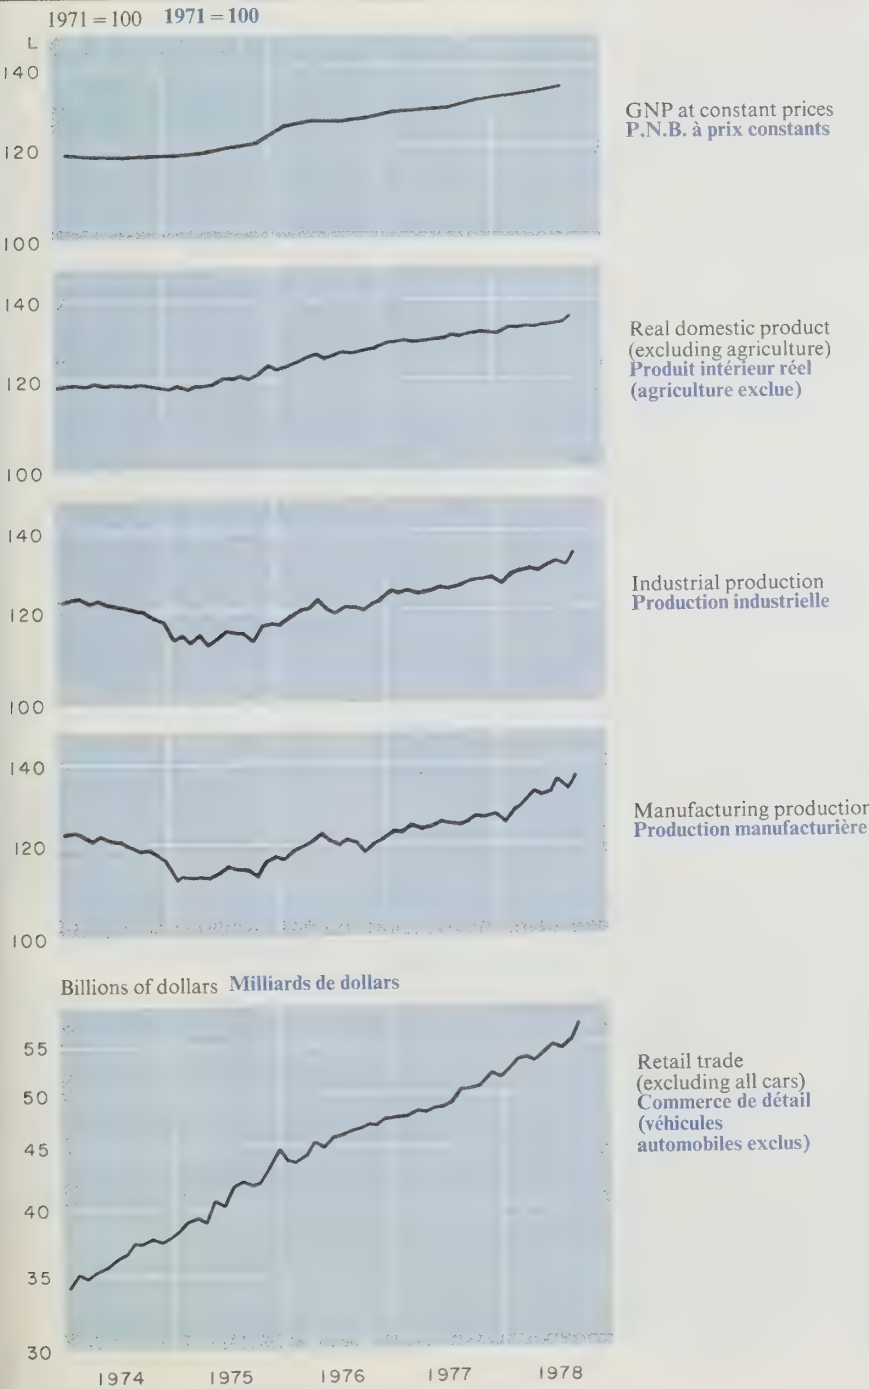 1971 = 100 1971 = 100
L
140
120
100
GNP at constant prices
P.N.B. à prix constants
140
120
100
Real domestic product
(excluding agriculture)
Produit intérieur réel
(agriculture exclue)
140
120
100
Industrial production
Production industrielle
140
120
100
Manufacturing production
Production manufacturière
Billions of dollars Milliards de dollars
55
50
45
40
35
30
Retail trade
(excluding all cars)
Commerce de détail
(véhicules
automobiles exclus)
1974 1975 1976 1977 1978